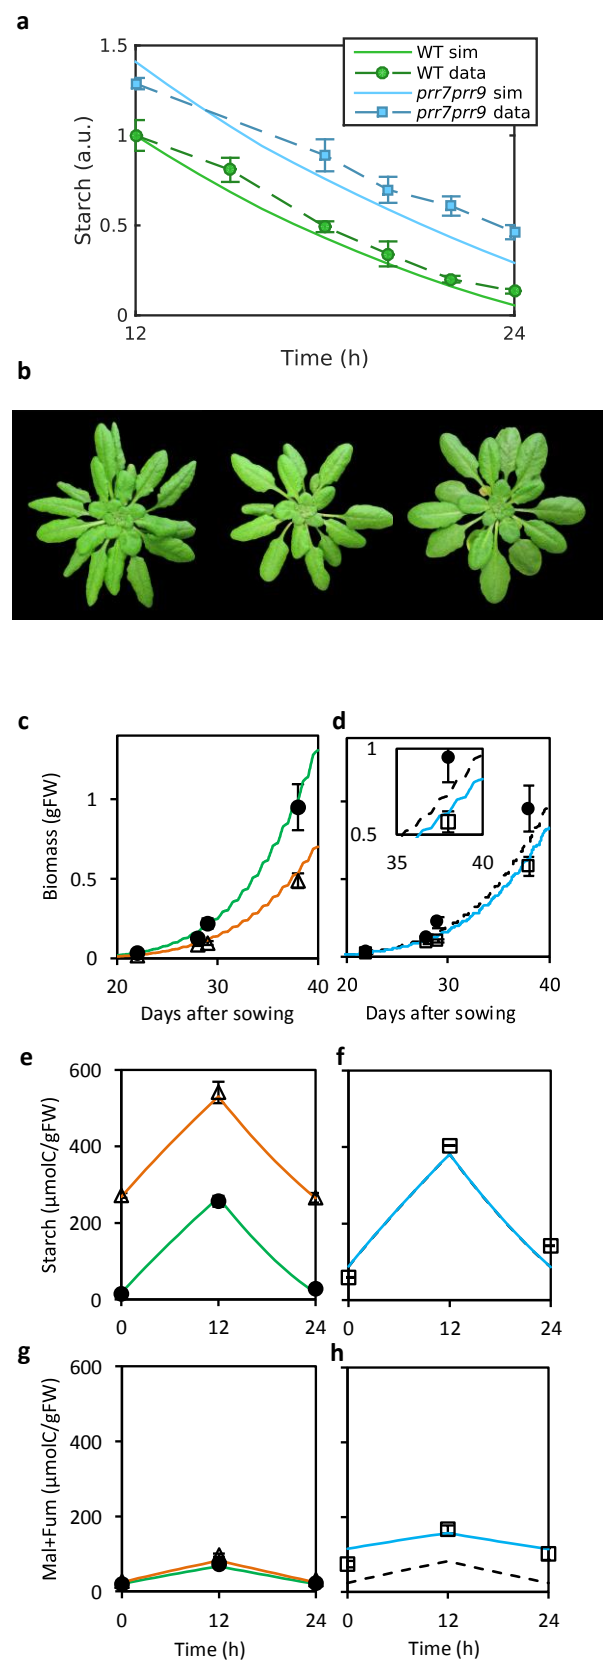 a
1.5
1
0.5
0
12
24
Starch (a.u.)
Time (h)
WT sim
WT data
prr7prr9 sim
prr7prr9 data
b
c
1
0.5
0
20
30
40
Biomass (gFW)
Days after sowing
d
1
0.5
35
40
20
30
40
Days after sowing
e
600
400
200
0
0
12
24
Starch (µmolC/gFW)
f
0
12
24
g
600
400
200
0
0
12
24
Mal+Fum (µmolC/gFW)
Time (h)
h
0
12
24
Time (h)